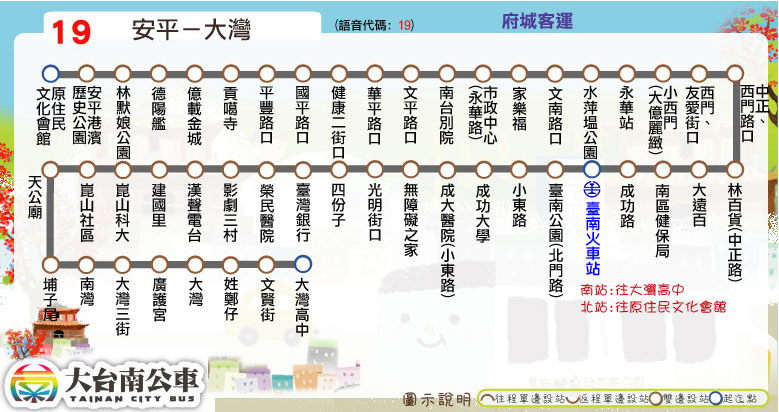 19 安平－大灣 (語音代碼: 19) 府城客運
原住民文化會館
安平港濱歷史公園
林默娘公園
德陽艦
億載金城
貢噶寺
平豐路口
國平路口
健康二街口
華平路口
文平路口
南台別院
市政中心(永華路)
家樂福
文南路口
水萍塭公園
永華站
小西門(大億麗緻)
西門、友愛街口
中正、西門路口
林百貨(中正路)
大遠百
南區健保局
成功路
臺南火車站
臺南公園(北門路)
小東路
成功大學
成大醫院(小東路)
無障礙之家
光明街口
四份子
臺灣銀行
榮民醫院
影劇三村
漢聲電台
建國里
崑山科大
崑山社區
天公廟
埔子尾
南灣
大灣三街
廣護宮
大灣
姓鄭仔
文賢街
大灣高中
南站:往大灣高中
北站:往原住民文化會館
大台南公車
TAINAN CITY BUS
圖示說明 往程單邊設站 返程單邊設站 雙邊設站 起迄點